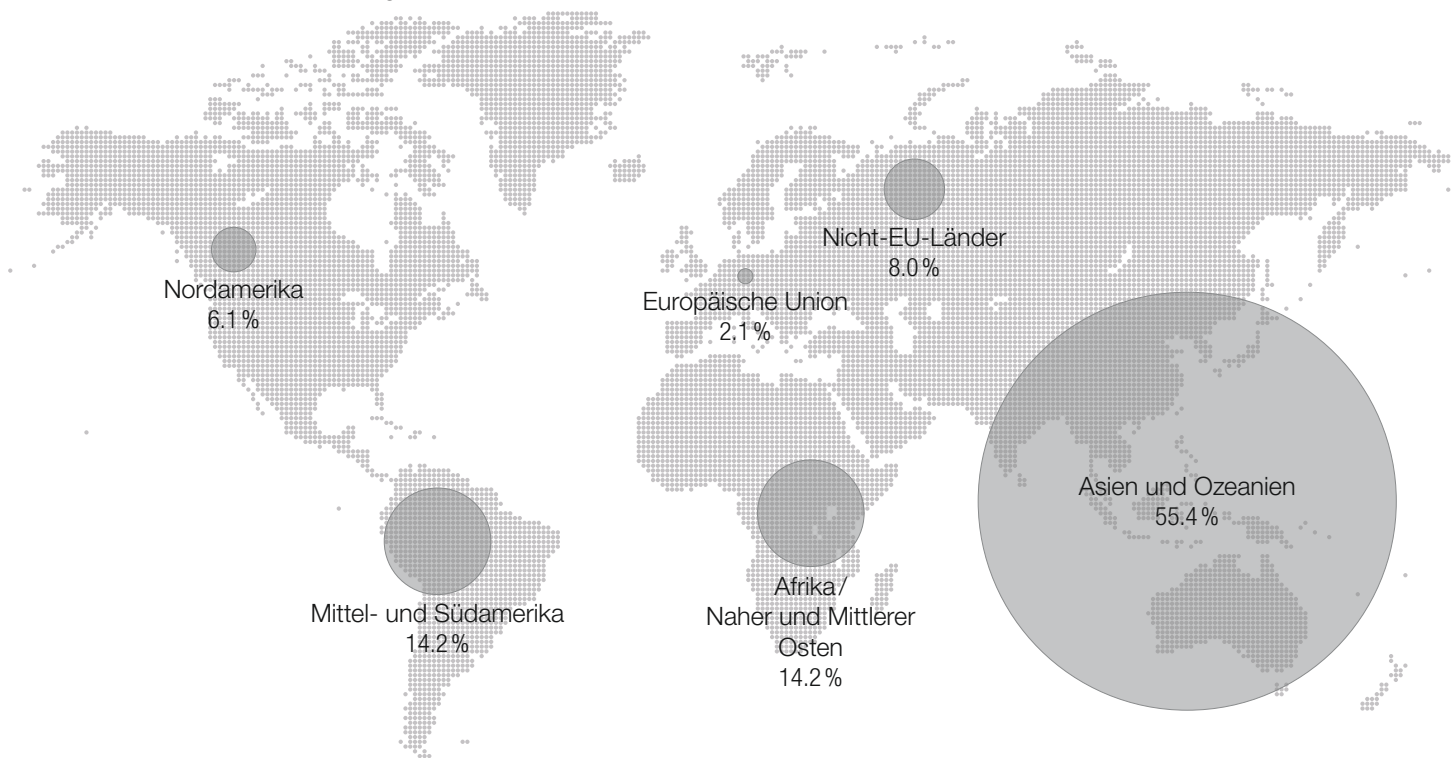 Nicht-EU-Länder
8.0 %
Nordamerika
6.1 %
Europäische Union
2.1 %
Asien und Ozeanien
55.4 %
Mittel- und Südamerika
14.2 %
Afrika /
Naher und Mittlerer
Osten
14.2 %